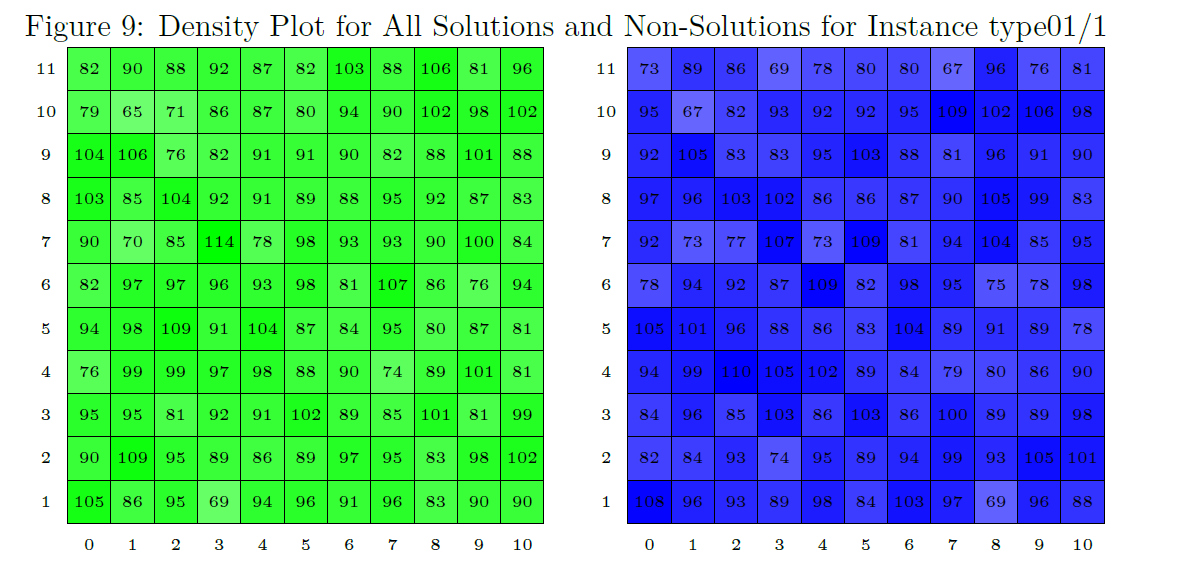 Figure 9: Density Plot for All Solutions and Non-Solutions for Instance type01/1
11 82 90 88 92 87 82 103 88 106 81 96
10 79 65 71 86 87 80 94 90 102 98 102
9 104 106 76 82 91 91 90 82 88 101 88
8 103 85 104 92 91 89 88 95 92 87 83
7 90 70 85 114 78 98 93 93 90 100 84
6 82 97 97 96 93 98 81 107 86 76 94
5 94 98 109 91 104 87 84 95 80 87 81
4 76 99 99 97 98 88 90 74 89 101 81
3 95 95 81 92 91 102 89 85 101 81 99
2 90 109 95 89 86 89 97 95 83 98 102
1 105 86 95 69 94 96 91 96 83 90 90
0 1 2 3 4 5 6 7 8 9 10
11 73 89 86 69 78 80 80 67 96 76 81
10 95 67 82 93 92 92 95 109 102 106 98
9 92 105 83 83 95 103 88 81 96 91 90
8 97 96 103 102 86 86 87 90 105 99 83
7 92 73 77 107 73 109 81 94 104 85 95
6 78 94 92 87 109 82 98 95 75 78 98
5 105 101 96 88 86 83 104 89 91 89 78
4 94 99 110 105 102 89 84 79 80 86 90
3 84 96 85 103 86 103 86 100 89 89 98
2 82 84 93 74 95 89 94 99 93 105 101
1 108 96 93 89 98 84 103 97 69 96 88
0 1 2 3 4 5 6 7 8 9 10